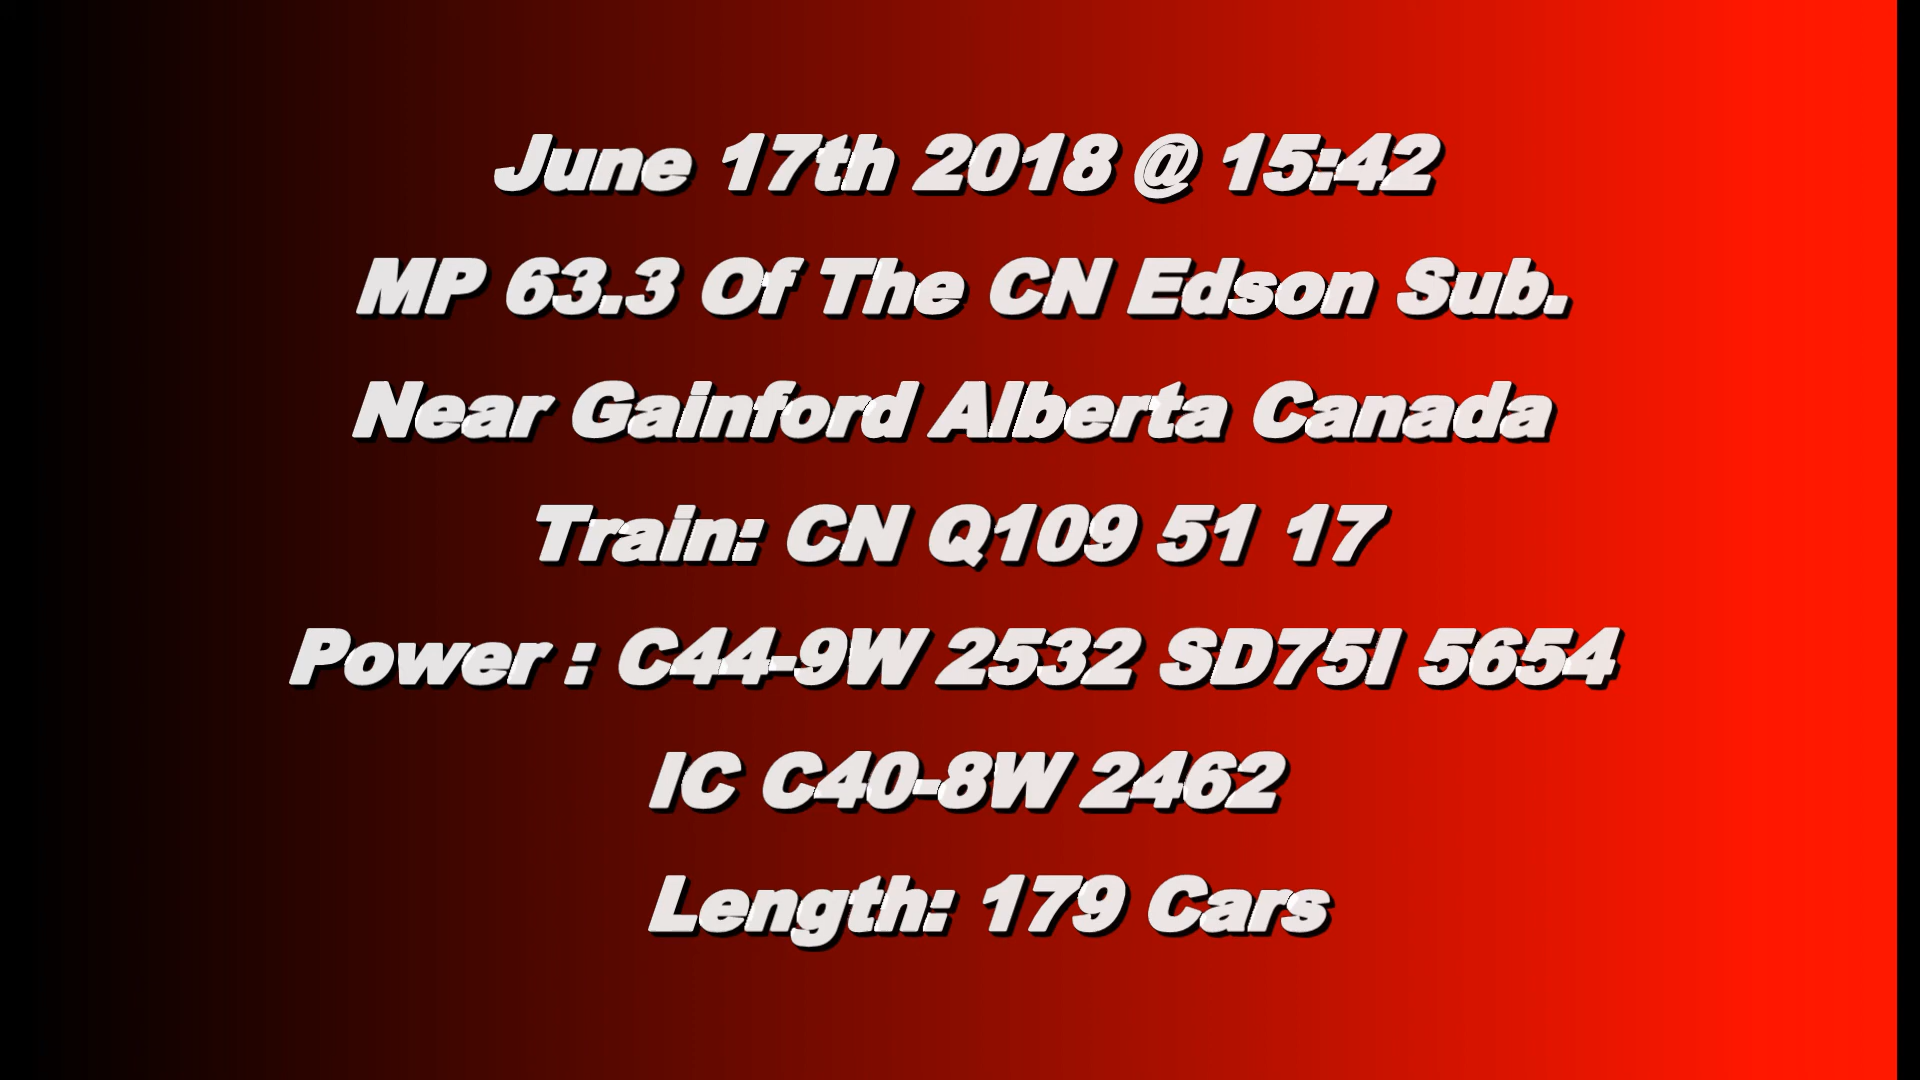 June 17th 2018 @ 15:42
MP 63.3 Of The CN Edson Sub.
Near Gainford Alberta Canada
Train: CN Q109 51 17
Power : C44-9W 2532 SD75I 5654
IC C40-8W 2462
Length: 179 Cars